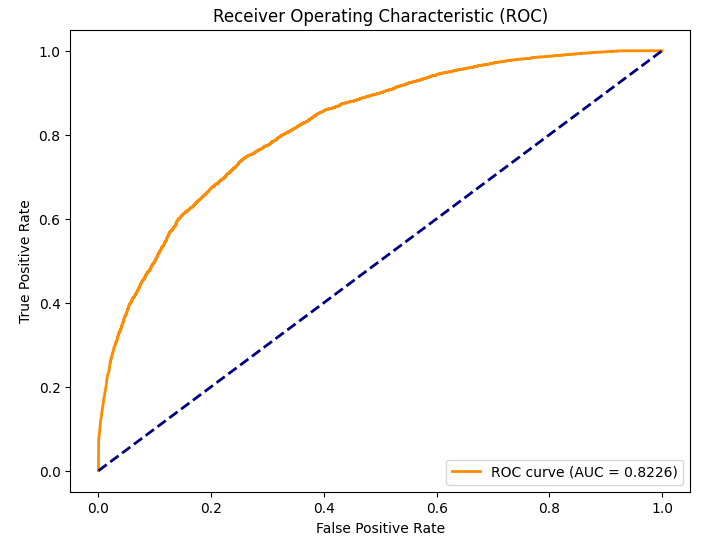 Receiver Operating Characteristic (ROC)
1.0
0.8
0.6
0.4
0.2
0.0
True Positive Rate
ROC curve (AUC = 0.8226)
0.0 0.2 0.4 0.6 0.8 1.0
False Positive Rate